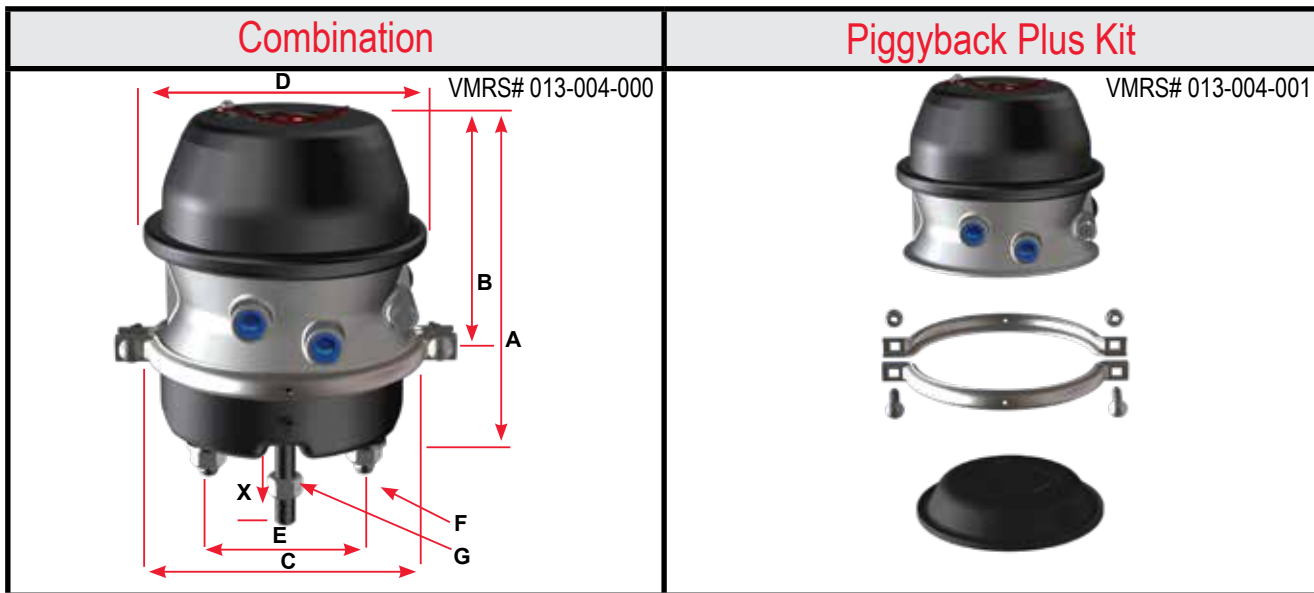 Combination
Piggyback Plus Kit
VMRS# 013-004-000
VMRS# 013-004-001
D
B
A
X
E
F
G
C